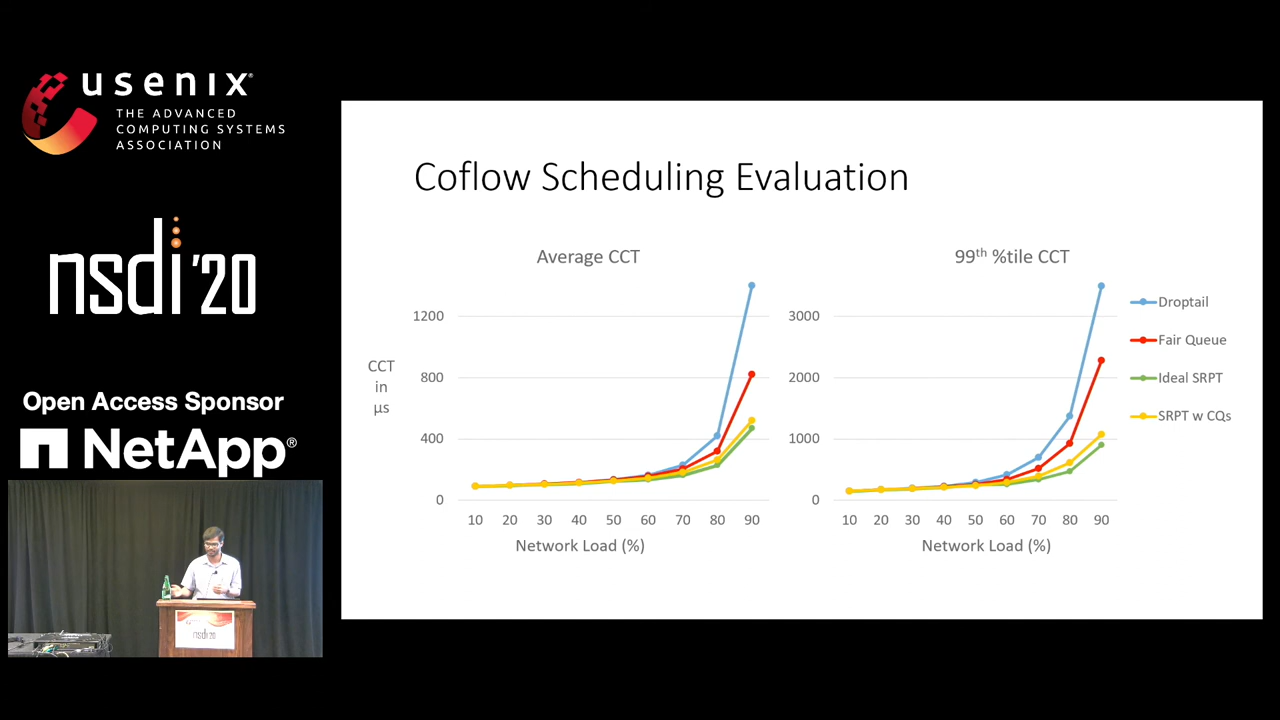 usenix®
THE ADVANCED
COMPUTING SYSTEMS
ASSOCIATION
nsdi '20
Open Access Sponsor
NetApp®
nsdi'20
Coflow Scheduling Evaluation
Average CCT
1200
800
400
0
CCT
in
µs
10 20 30 40 50 60 70 80 90
Network Load (%)
99th %tile CCT
3000
2000
1000
0
10 20 30 40 50 60 70 80 90
Network Load (%)
Droptail
Fair Queue
Ideal SRPT
SRPT w CQs